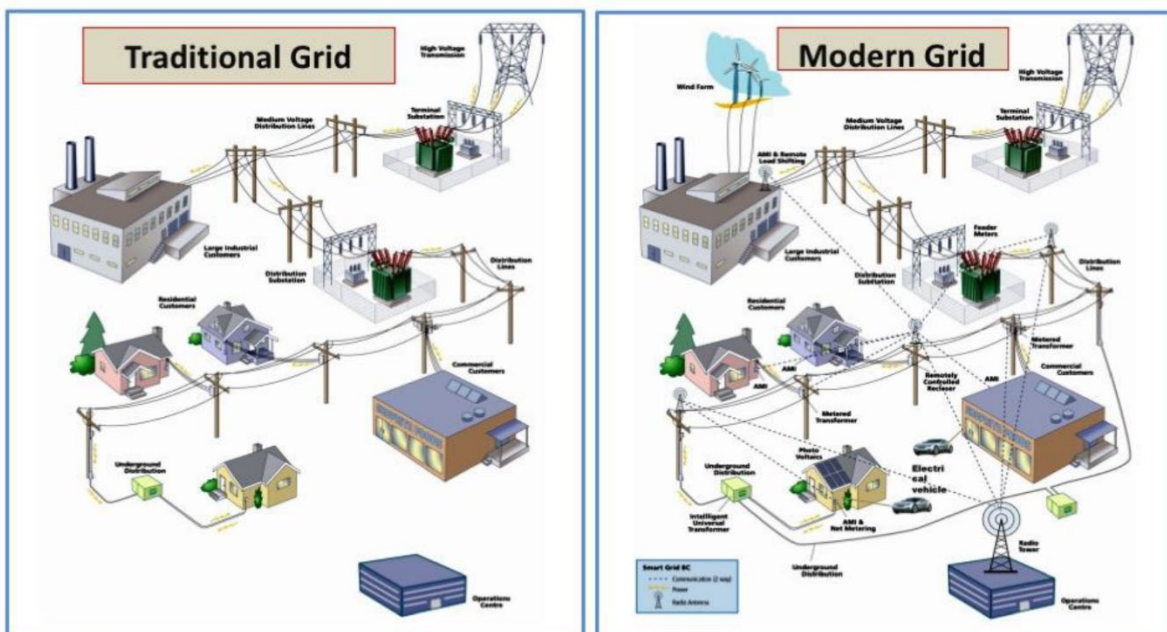 Traditional Grid
High Voltage
Transmission
Terminal
Substation
Medium Voltage
Distribution Lines
Large Industrial
Customers
Distribution
Substation
Distribution
Lines
Residential
Customers
Commercial
Customers
Underground
Distribution
Operations
Centre
Modern Grid
High Voltage
Transmission
Wind Farm
Terminal
Substation
Medium Voltage
Distribution Lines
AMI & Remote
Load Shifting
Feeder
Meters
Large Industrial
Customers
Distribution
Substation
Distribution
Lines
Residential
Customers
Metered
Transformer
AMI
AMI
Remotely
Controlled
Recloser
Commercial
Customers
AMI
Metered
Transformer
Photo
Voltaics
Underground
Distribution
Electri
cal
vehicle
Intelligent
Universal
Transformer
AMI &
Net Metering
Radio
Tower
Underground
Distribution
Operations
Centre
Smart Grid BC
Communication (2 way)
Power
Radio Antenna